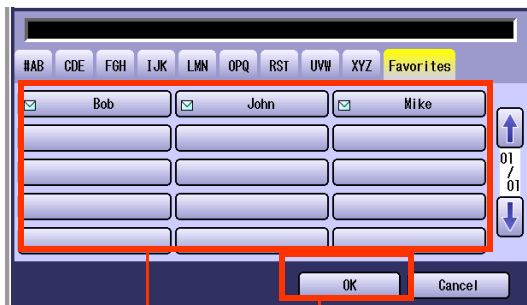 #AB CDE FGH IJK LMN OPQ RST UVW XYZ Favorites
Bob John Mike
01
/
01
OK Cancel